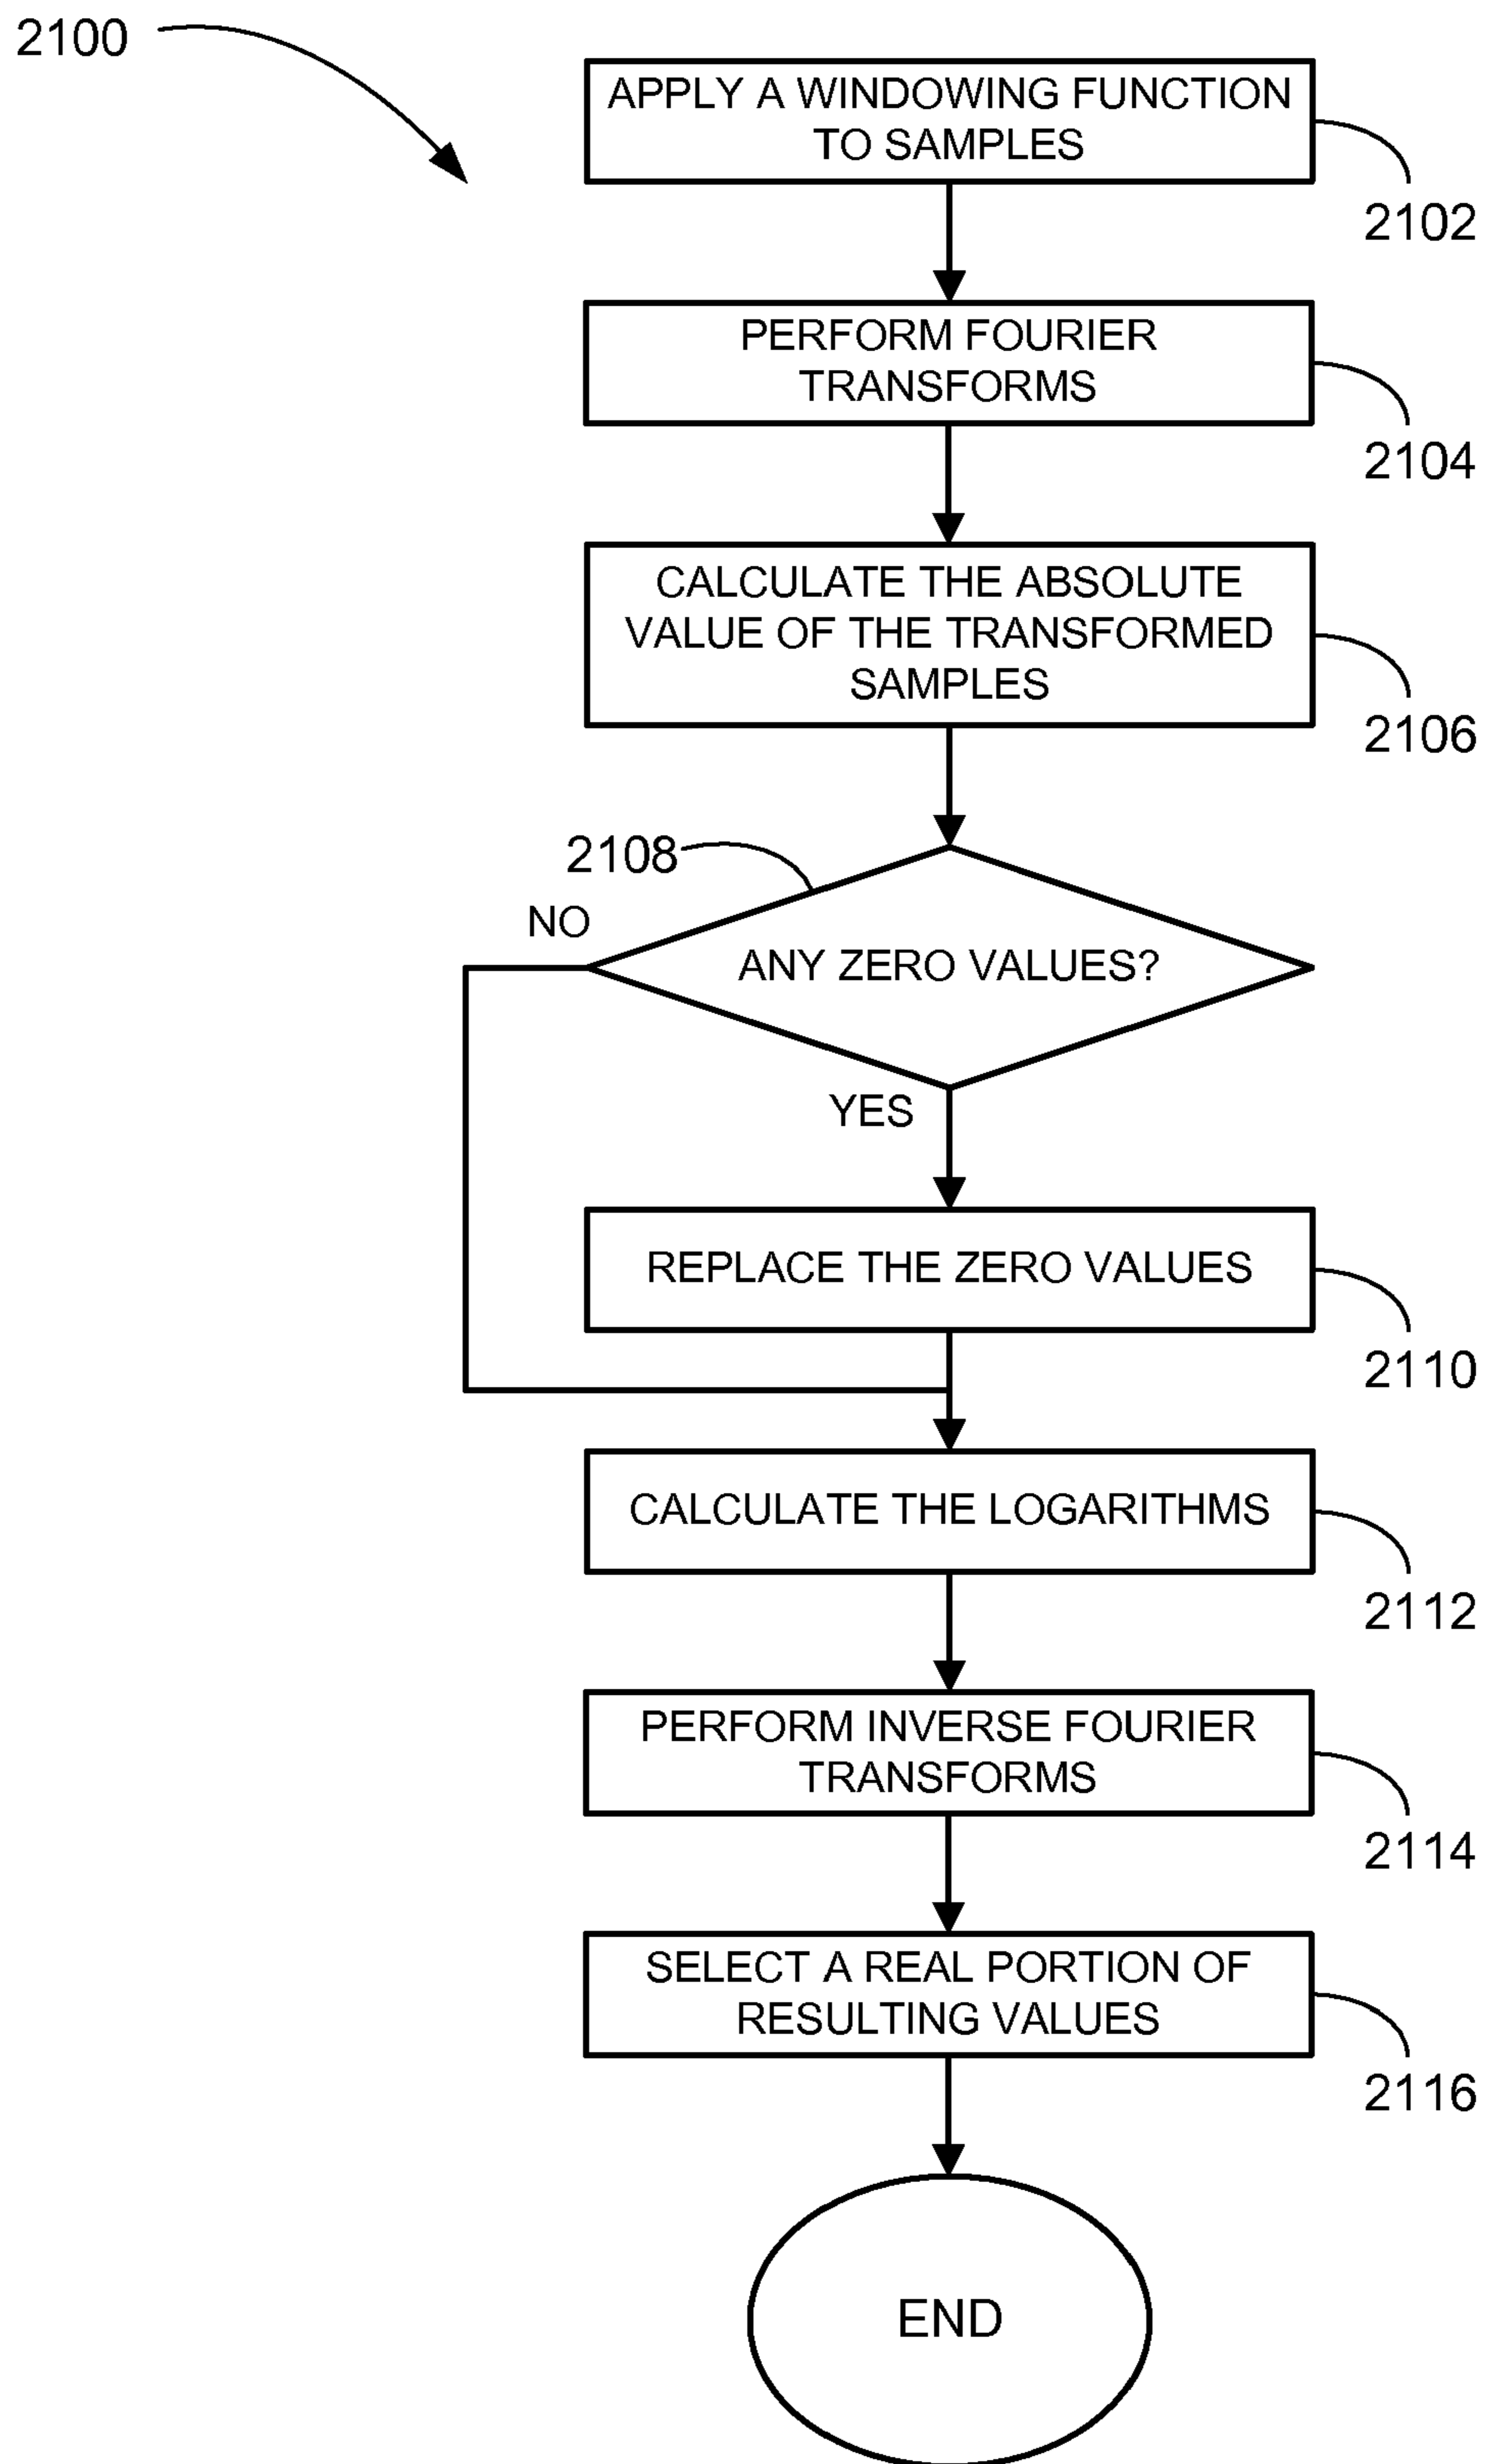 2100
APPLY A WINDOWING FUNCTION
TO SAMPLES
2102
PERFORM FOURIER
TRANSFORMS
2104
CALCULATE THE ABSOLUTE
VALUE OF THE TRANSFORMED
SAMPLES
2106
2108
NO
ANY ZERO VALUES?
YES
REPLACE THE ZERO VALUES
2110
CALCULATE THE LOGARITHMS
2112
PERFORM INVERSE FOURIER
TRANSFORMS
2114
SELECT A REAL PORTION OF
RESULTING VALUES
2116
END